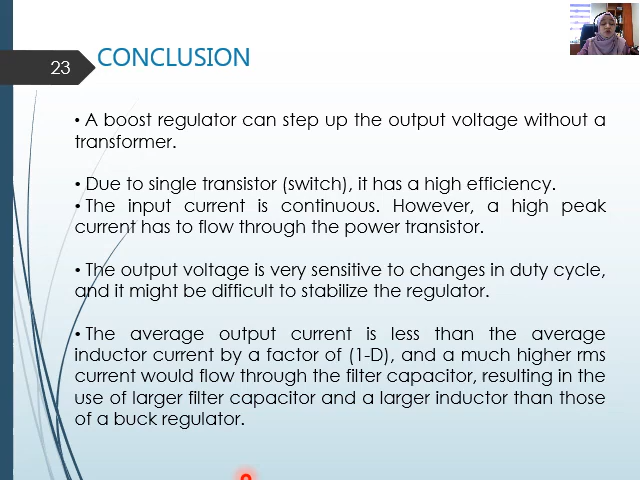 23
CONCLUSION
• A boost regulator can step up the output voltage without a
transformer.
• Due to single transistor (switch), it has a high efficiency.
• The input current is continuous. However, a high peak
current has to flow through the power transistor.
• The output voltage is very sensitive to changes in duty cycle,
and it might be difficult to stabilize the regulator.
• The average output current is less than the average
inductor current by a factor of (1-D), and a much higher rms
current would flow through the filter capacitor, resulting in the
use of larger filter capacitor and a larger inductor than those
of a buck regulator.